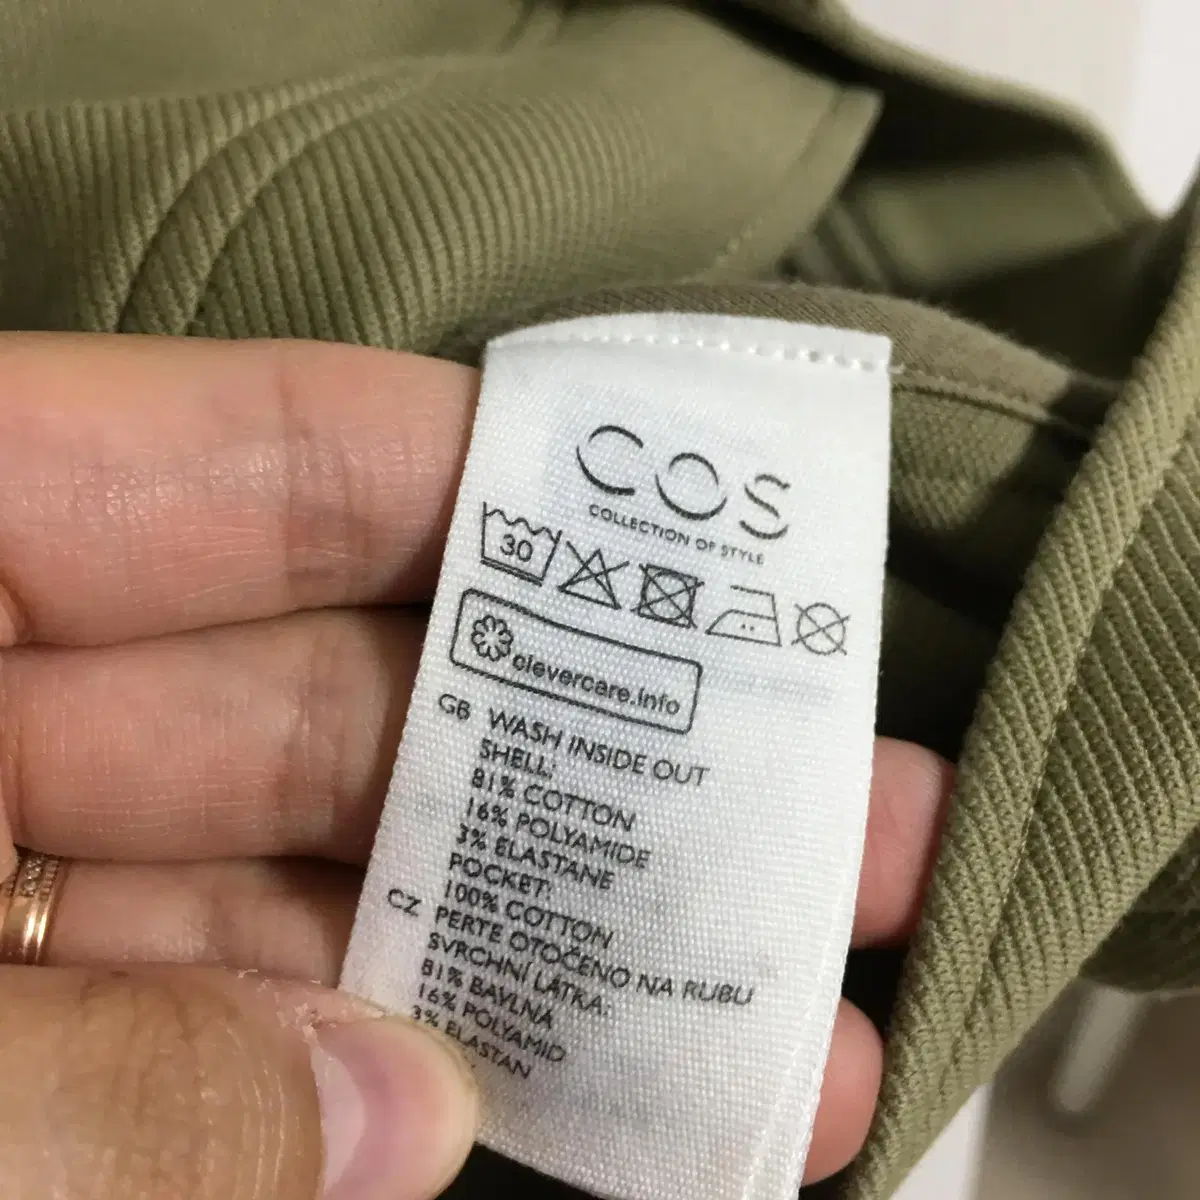 COS
COLLECTION OF STYLE
30
clevercare.info
GB WASH INSIDE OUT
SHELL:
81% COTTON
16% POLYAMIDE
3% ELASTANE
POCKET:
100% COTTON
CZ PERTE OTOČENO NA RUBU
SVRCHNÍ LÁTKA:
81% BAVLNA
16% POLYAMID
3% ELASTAN